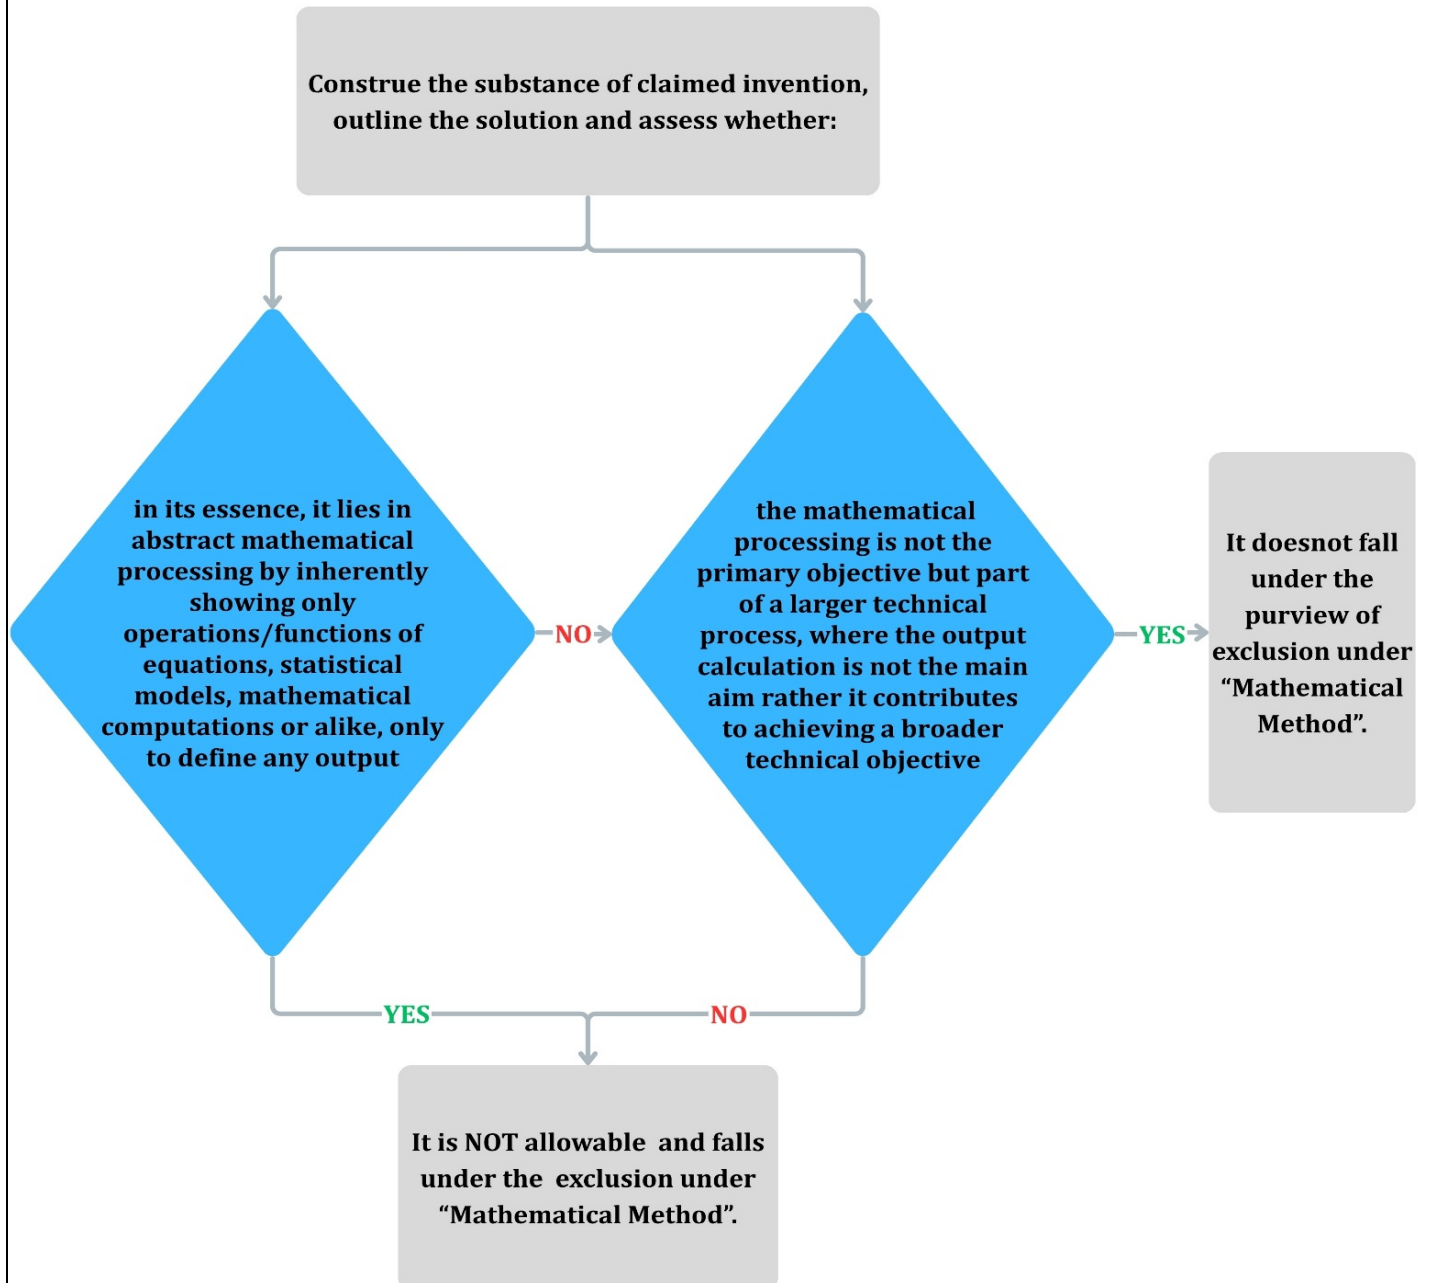 Construe the substance of claimed invention,
outline the solution and assess whether:
in its essence, it lies in
abstract mathematical
processing by inherently
showing only
operations/functions of
equations, statistical
models, mathematical
computations or alike, only
to define any output
NO
the mathematical
processing is not the
primary objective but part
of a larger technical
process, where the output
calculation is not the main
aim rather it contributes
to achieving a broader
technical objective
YES
It doesnot fall
under the
purview of
exclusion under
“Mathematical
Method”.
YES
NO
It is NOT allowable and falls
under the exclusion under
“Mathematical Method”.